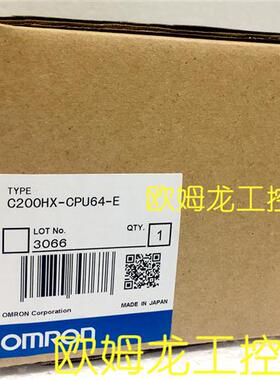 欧姆龙工控
TYPE
C200HX-CPU64-E
LOT No. QTY.
3066 1
OMRON Corporation MADE IN JAPAN
OMRON
欧姆龙工控